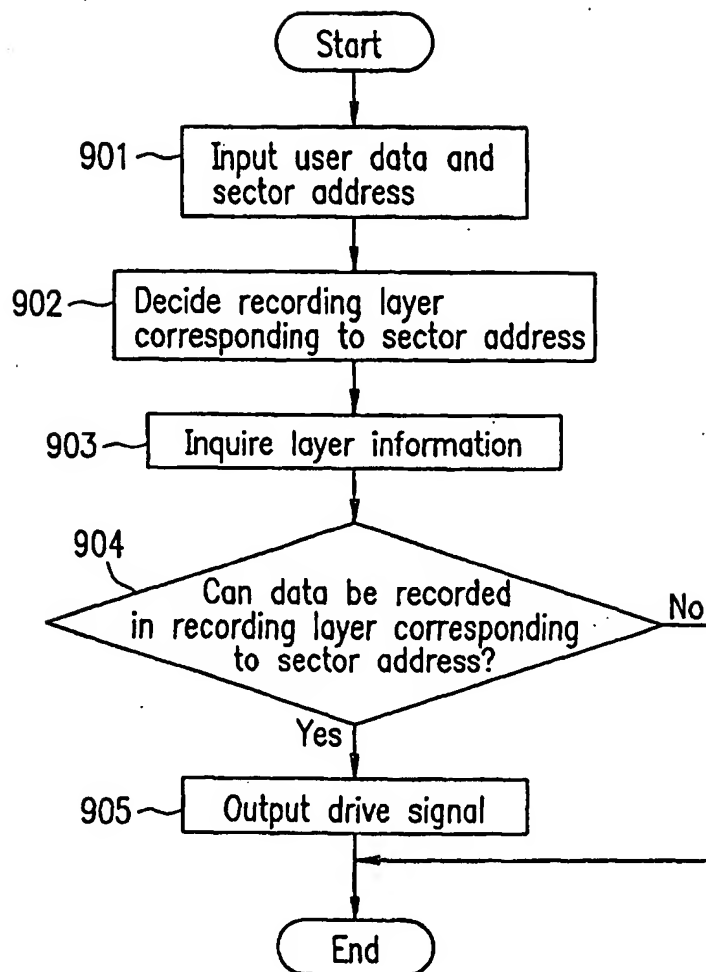 Start
901
Input user data and
sector address
902
Decide recording layer
corresponding to sector address
903
Inquire layer information
904
Can data be recorded
in recording layer corresponding
to sector address?
No
Yes
905
Output drive signal
End